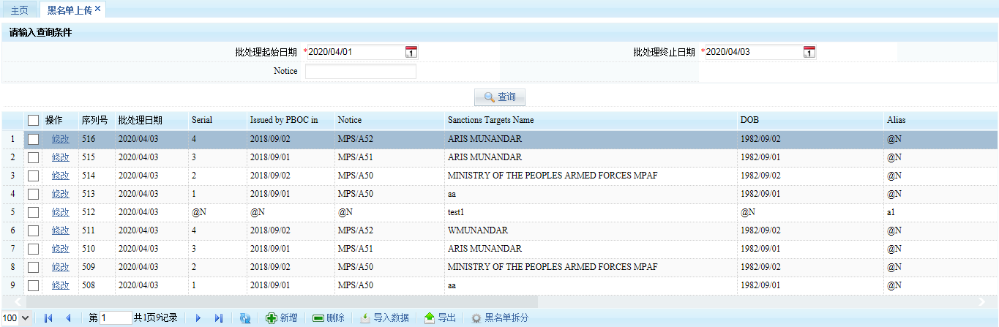 主页 黑名单上传
请输入查询条件
批处理起始日期 *2020/04/01 批处理终止日期 *2020/04/03
Notice
查询
操作 序列号 批处理日期 Serial Issued by PBOC in Notice Sanctions Targets Name DOB Alias
1 修改 516 2020/04/03 4 2018/09/02 MPS/A52 ARIS MUNANDAR 1982/09/02 @N
2 修改 515 2020/04/03 3 2018/09/01 MPS/A51 ARIS MUNANDAR 1982/09/01 @N
3 修改 514 2020/04/03 2 2018/09/02 MPS/A50 MINISTRY OF THE PEOPLES ARMED FORCES MPAF 1982/09/02 @N
4 修改 513 2020/04/03 1 2018/09/01 MPS/A50 aa 1982/09/01 @N
5 修改 512 2020/04/03 @N @N @N test1 @N a1
6 修改 511 2020/04/03 4 2018/09/02 MPS/A52 WMUNANDAR 1982/09/02 @N
7 修改 510 2020/04/03 3 2018/09/01 MPS/A51 ARIS MUNANDAR 1982/09/01 @N
8 修改 509 2020/04/03 2 2018/09/02 MPS/A50 MINISTRY OF THE PEOPLES ARMED FORCES MPAF 1982/09/02 @N
9 修改 508 2020/04/03 1 2018/09/01 MPS/A50 aa 1982/09/01 @N
100 第 1 共1页9记录 新增 删除 导入数据 导出 黑名单拆分